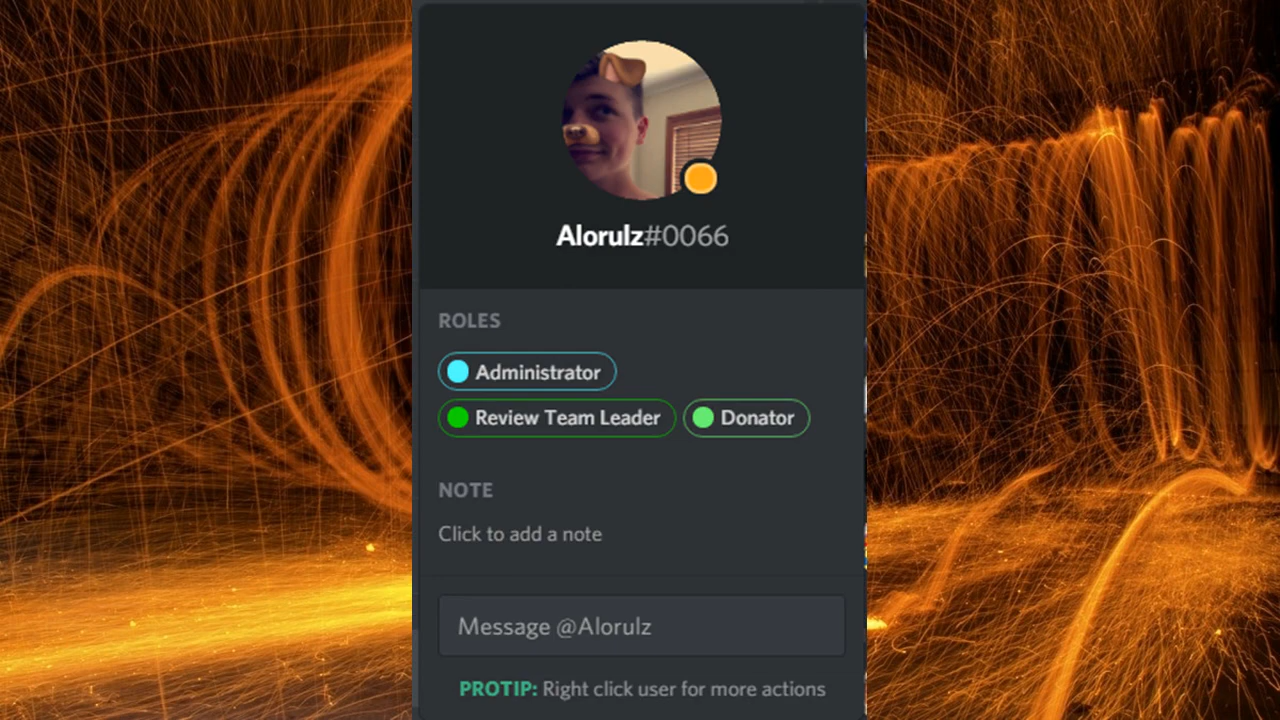 Alorulz#0066
ROLES
Administrator
Review Team Leader Donator
NOTE
Click to add a note
Message @Alorulz
PROTIP: Right click user for more actions